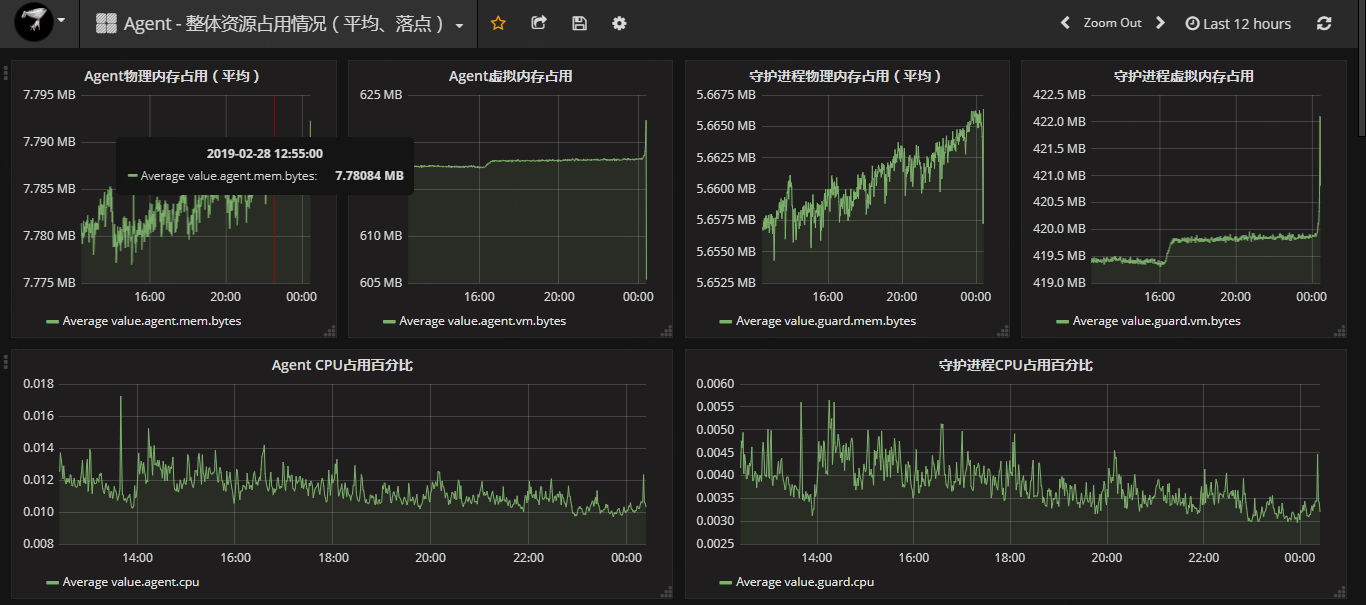 Agent - 整体资源占用情况（平均、落点）
Zoom Out
Last 12 hours
Agent物理内存占用（平均）
7.795 MB
7.790 MB
7.785 MB
7.780 MB
7.775 MB
16:00
20:00
00:00
Average value.agent.mem.bytes
2019-02-28 12:55:00
Average value.agent.mem.bytes: 7.78084 MB
Agent虚拟内存占用
625 MB
610 MB
605 MB
16:00
20:00
00:00
Average value.agent.vm.bytes
守护进程物理内存占用（平均）
5.6675 MB
5.6650 MB
5.6625 MB
5.6600 MB
5.6575 MB
5.6550 MB
5.6525 MB
16:00
20:00
00:00
Average value.guard.mem.bytes
守护进程虚拟内存占用
422.5 MB
422.0 MB
421.5 MB
421.0 MB
420.5 MB
420.0 MB
419.5 MB
419.0 MB
16:00
20:00
00:00
Average value.guard.vm.bytes
Agent CPU占用百分比
0.018
0.016
0.014
0.012
0.010
0.008
14:00
16:00
18:00
20:00
22:00
00:00
Average value.agent.cpu
守护进程CPU占用百分比
0.0060
0.0055
0.0050
0.0045
0.0040
0.0035
0.0030
0.0025
14:00
16:00
18:00
20:00
22:00
00:00
Average value.guard.cpu